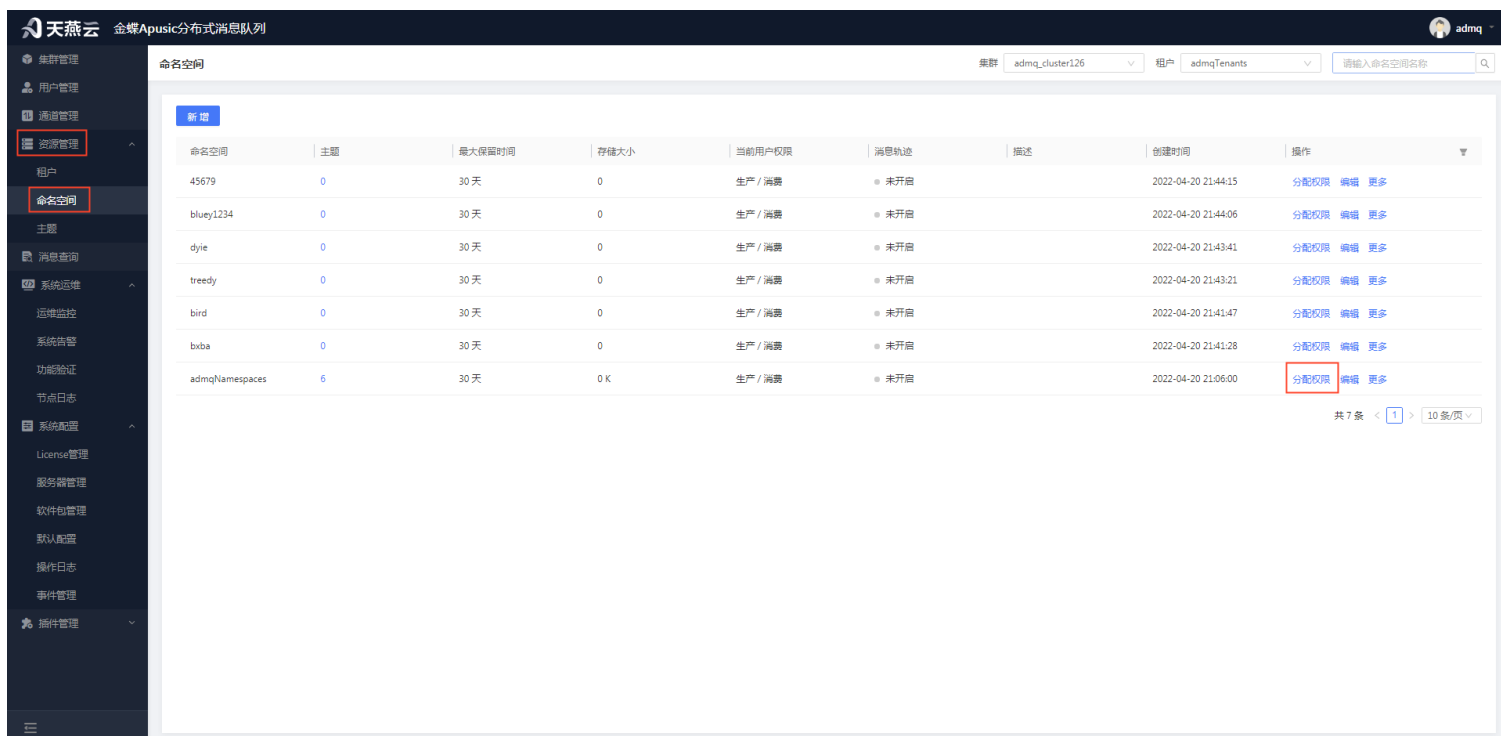 天燕云 金蝶Apusic分布式消息队列 admq
集群管理
用户管理
通道管理
资源管理
租户
命名空间
主题
消息查询
系统运维
运维监控
系统告警
功能验证
节点日志
系统配置
License管理
服务器管理
软件包管理
默认配置
操作日志
事件管理
插件管理
命名空间 集群 admq_cluster126 租户 admqTenants 请输入命名空间名称
新增
命名空间 主题 最大保留时间 存储大小 当前用户权限 消息轨迹 描述 创建时间 操作
45679 0 30 天 0 生产 / 消费 未开启 2022-04-20 21:44:15 分配权限 编辑 更多
bluey1234 0 30 天 0 生产 / 消费 未开启 2022-04-20 21:44:06 分配权限 编辑 更多
dyie 0 30 天 0 生产 / 消费 未开启 2022-04-20 21:43:41 分配权限 编辑 更多
treedy 0 30 天 0 生产 / 消费 未开启 2022-04-20 21:43:21 分配权限 编辑 更多
bird 0 30 天 0 生产 / 消费 未开启 2022-04-20 21:41:47 分配权限 编辑 更多
bxba 0 30 天 0 生产 / 消费 未开启 2022-04-20 21:41:28 分配权限 编辑 更多
admqNamespaces 6 30 天 0 K 生产 / 消费 未开启 2022-04-20 21:06:00 分配权限 编辑 更多
共 7 条 < 1 > 10 条/页